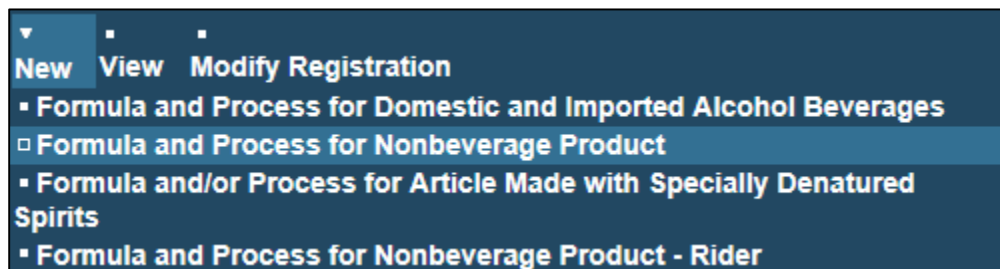 New View Modify Registration
Formula and Process for Domestic and Imported Alcohol Beverages
Formula and Process for Nonbeverage Product
Formula and/or Process for Article Made with Specially Denatured
Spirits
Formula and Process for Nonbeverage Product - Rider